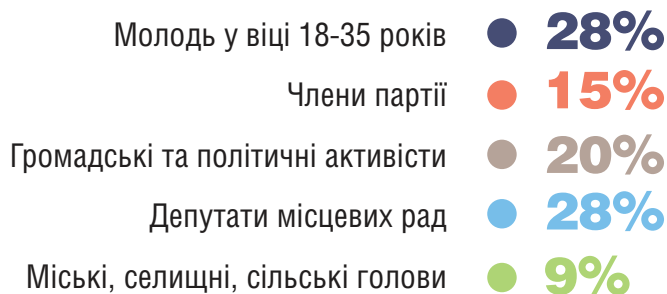 Молодь у віці 18-35 років 28%
Члени партії 15%
Громадські та політичні активісти 20%
Депутати місцевих рад 28%
Міські, селищні, сільські голови 9%